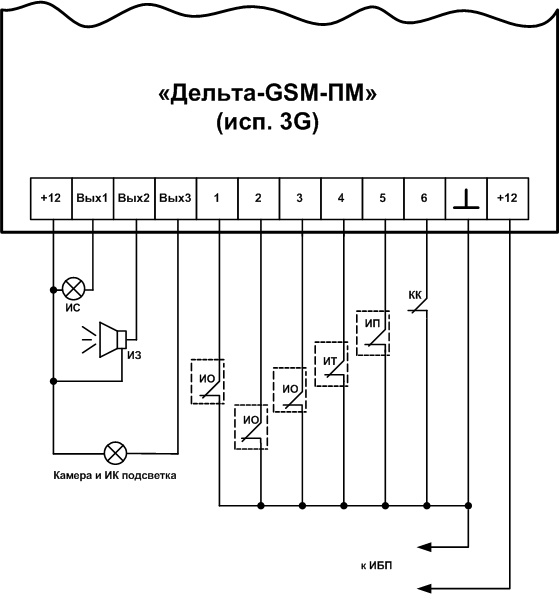 «Дельта-GSM-ПМ»
(исп. 3G)
+12 Вых1 Вых2 Вых3 1 2 3 4 5 6 +12
ИС
КК
ИП
ИЗ
ИТ
ИО
ИО
ИО
Камера и ИК подсветка
к ИБП